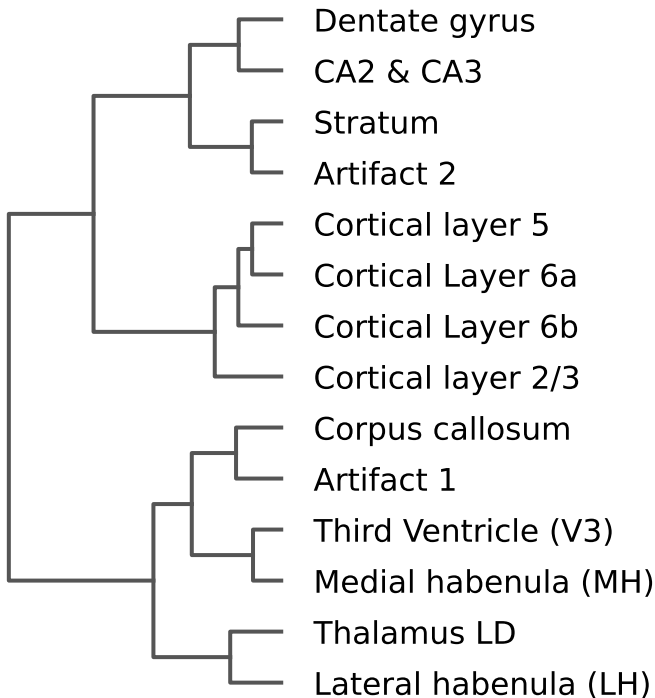 Dentate gyrus
CA2 & CA3
Stratum
Artifact 2
Cortical layer 5
Cortical Layer 6a
Cortical Layer 6b
Cortical layer 2/3
Corpus callosum
Artifact 1
Third Ventricle (V3)
Medial habenula (MH)
Thalamus LD
Lateral habenula (LH)